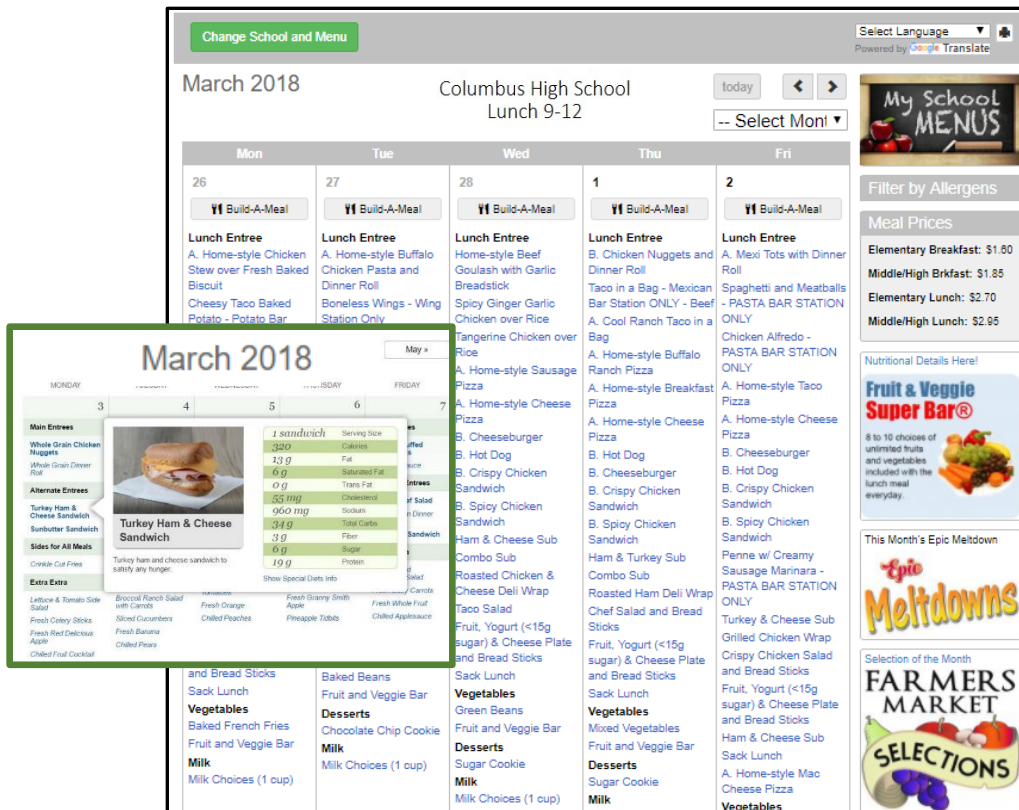 Change School and Menu
Select Language
Powered by Google Translate
March 2018
Columbus High School
Lunch 9-12
today
-- Select Mont
Mon Tue Wed Thu Fri
26
Build-A-Meal
Lunch Entree
A. Home-style Chicken
Stew over Fresh Baked
Biscuit
Cheesy Taco Baked
Potato - Potato Bar
and Bread Sticks
Sack Lunch
Vegetables
Baked French Fries
Fruit and Veggie Bar
Milk
Milk Choices (1 cup)
27
Build-A-Meal
Lunch Entree
A. Home-style Buffalo
Chicken Pasta and
Dinner Roll
Boneless Wings - Wing
Station Only
Baked Beans
Fruit and Veggie Bar
Desserts
Chocolate Chip Cookie
Milk
Milk Choices (1 cup)
28
Build-A-Meal
Lunch Entree
Home-style Beef
Goulash with Garlic
Breadstick
Spicy Ginger Garlic
Chicken over Rice
Tangerine Chicken over
Rice
A. Home-style Sausage
Pizza
A. Home-style Cheese
Pizza
B. Cheeseburger
B. Hot Dog
B. Crispy Chicken
Sandwich
B. Spicy Chicken
Sandwich
Ham & Cheese Sub
Combo Sub
Roasted Chicken &
Cheese Deli Wrap
Taco Salad
Fruit, Yogurt (<15g
sugar) & Cheese Plate
and Bread Sticks
Sack Lunch
Vegetables
Green Beans
Fruit and Veggie Bar
Desserts
Sugar Cookie
Milk
Milk Choices (1 cup)
1
Build-A-Meal
Lunch Entree
B. Chicken Nuggets and
Dinner Roll
Taco in a Bag - Mexican
Bar Station ONLY - Beef
A. Cool Ranch Taco in a
Bag
A. Home-style Buffalo
Ranch Pizza
A. Home-style Breakfast
Pizza
A. Home-style Cheese
Pizza
B. Hot Dog
B. Cheeseburger
B. Crispy Chicken
Sandwich
B. Spicy Chicken
Sandwich
Ham & Turkey Sub
Combo Sub
Roasted Ham Deli Wrap
Chef Salad and Bread
Sticks
Fruit, Yogurt (<15g
sugar) & Cheese Plate
and Bread Sticks
Sack Lunch
Vegetables
Mixed Vegetables
Fruit and Veggie Bar
Desserts
Sugar Cookie
Milk
2
Build-A-Meal
Lunch Entree
A. Mexi Tots with Dinner
Roll
Spaghetti and Meatballs
- PASTA BAR STATION
ONLY
Chicken Alfredo -
PASTA BAR STATION
ONLY
A. Home-style Taco
Pizza
A. Home-style Cheese
Pizza
B. Cheeseburger
B. Hot Dog
B. Crispy Chicken
Sandwich
B. Spicy Chicken
Sandwich
Penne w/ Creamy
Sausage Marinara -
PASTA BAR STATION
ONLY
Turkey & Cheese Sub
Grilled Chicken Wrap
Crispy Chicken Salad
and Bread Sticks
Fruit, Yogurt (<15g
sugar) & Cheese Plate
and Bread Sticks
Ham & Cheese Sub
Sack Lunch
A. Home-style Mac
Cheese Pizza
Vegetables
My School
MENUS
Filter by Allergens
Meal Prices
Elementary Breakfast: $1.60
Middle/High Brkfast: $1.85
Elementary Lunch: $2.70
Middle/High Lunch: $2.95
Nutritional Details Here!
Fruit & Veggie
Super Bar®
8 to 10 choices of
unlimited fruits
and vegetables
included with the
lunch meal
everyday.
This Month's Epic Meltdown
Epic
Meltdowns
Selection of the Month
FARMERS
MARKET
SELECTIONS
March 2018
May »
MONDAY
FRIDAY
3 4 5 6 7
Main Entrees
Whole Grain Chicken
Nuggets
Whole Grain Dinner
Roll
Alternate Entrees
Turkey Ham &
Cheese Sandwich
Sunbutter Sandwich
Sides for All Meals
Crinkle Cut Fries
Extra Extra
Lettuce & Tomato Side
Salad
Fresh Celery Sticks
Fresh Red Delicious
Apple
Chilled Fruit Cocktail
Turkey Ham & Cheese
Sandwich
Turkey ham and cheese sandwich to
satisfy any hunger.
1 sandwich Serving Size
320 Calories
13 g Fat
6 g Saturated Fat
0 g Trans Fat
55 mg Cholesterol
960 mg Sodium
34 g Total Carbs
3 g Fiber
6 g Sugar
19 g Protein
Show Special Diets Info
Broccoli Ranch Salad
with Carrots
Sliced Cucumbers
Fresh Banana
Chilled Pears
Fresh Orange
Chilled Peaches
Fresh Granny Smith
Apple
Pineapple Tidbits
Carrots
Fresh Whole Fruit
Chilled Applesauce